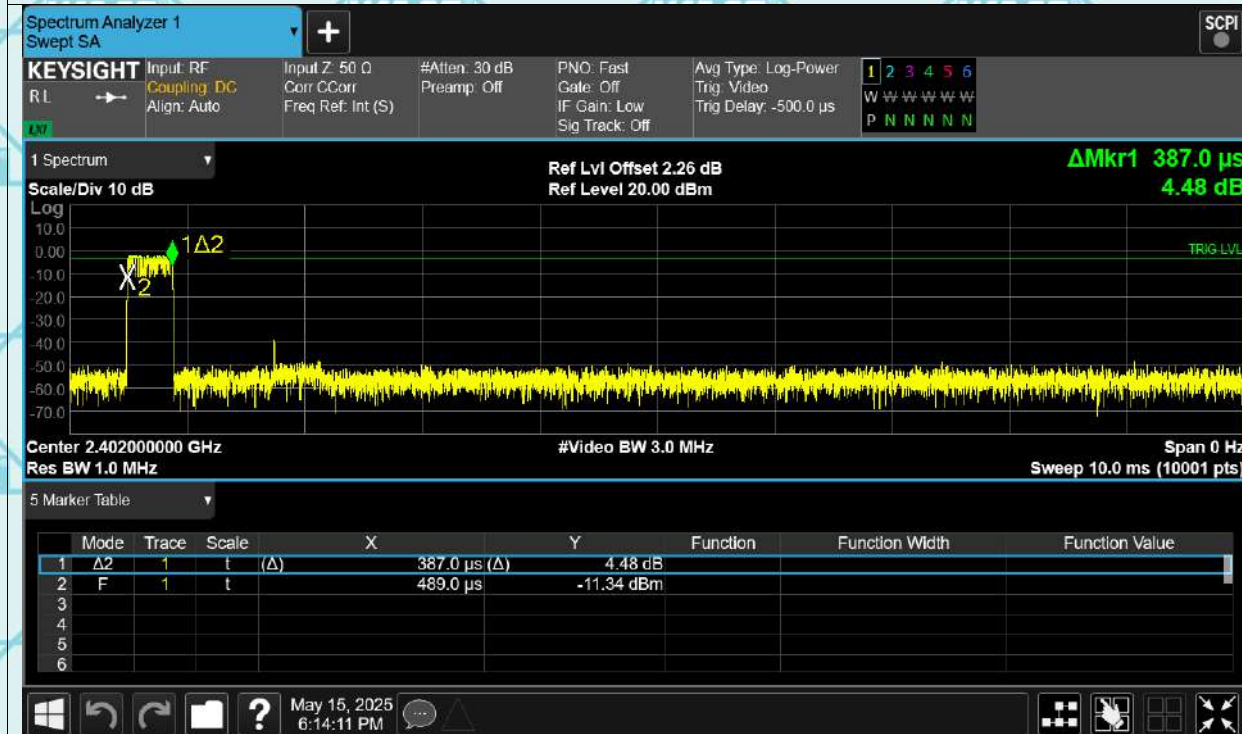 Spectrum Analyzer 1
Swept SA
+
SCPI
KEYSIGHT
RL
LXI
Input: RF
Coupling: DC
Align: Auto
Input Z: 50 Ω
Corr CCorr
Freq Ref: Int (S)
#Atten: 30 dB
Preamp: Off
PNO: Fast
Gate: Off
IF Gain: Low
Sig Track: Off
Avg Type: Log-Power
Trig: Video
Trig Delay: -500.0 µs
1 2 3 4 5 6
W W W W W W
P N N N N N
1 Spectrum
Scale/Div 10 dB
Ref Lvl Offset 2.26 dB
Ref Level 20.00 dBm
ΔMkr1 387.0 µs
4.48 dB
Log
10.0
0.00
-10.0
-20.0
-30.0
-40.0
-50.0
-60.0
-70.0
1Δ2
X2
TRIG LVL
Center 2.402000000 GHz
#Video BW 3.0 MHz
Span 0 Hz
Res BW 1.0 MHz
Sweep 10.0 ms (10001 pts)
5 Marker Table
Mode Trace Scale X Y Function Function Width Function Value
1 Δ2 1 t (Δ) 387.0 µs (Δ) 4.48 dB
2 F 1 t 489.0 µs -11.34 dBm
3
4
5
6
?
May 15, 2025
6:14:11 PM